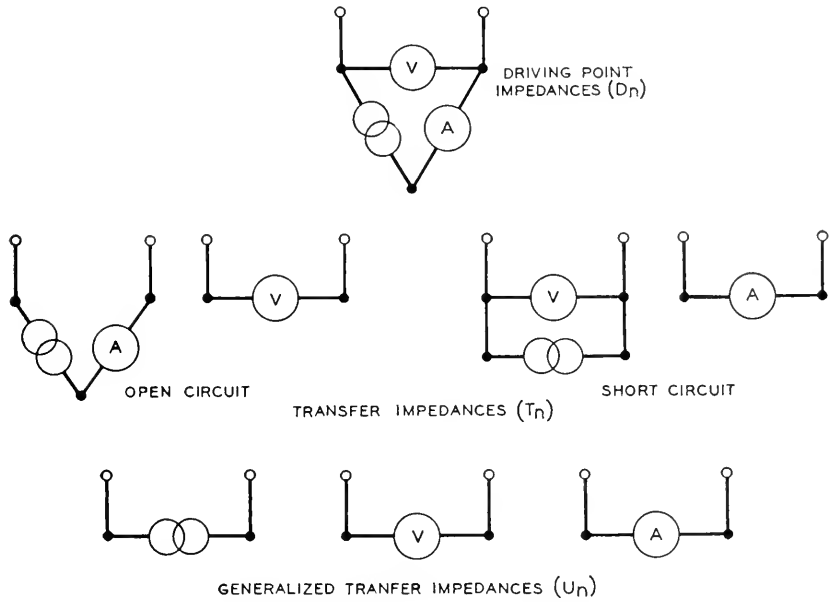 V
DRIVING POINT
IMPEDANCES (Dn)
A
V
A
V
A
OPEN CIRCUIT
SHORT CIRCUIT
TRANSFER IMPEDANCES (Tn)
V
A
GENERALIZED TRANFER IMPEDANCES (Un)